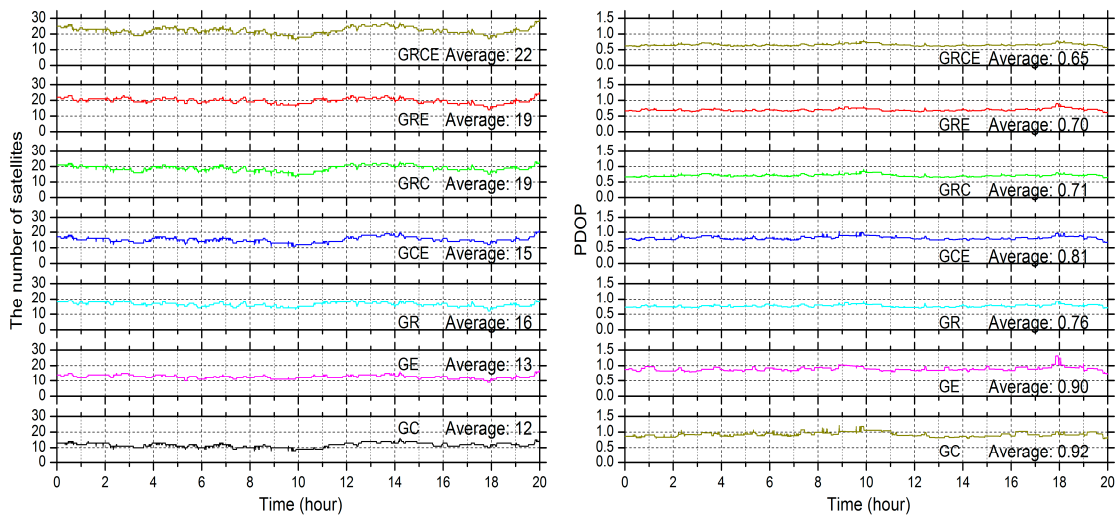 The number of satellites
30
20
10
0
GRCE Average: 22
30
20
10
0
GRE Average: 19
30
20
10
0
GRC Average: 19
30
20
10
0
GCE Average: 15
30
20
10
0
GR Average: 16
30
20
10
0
GE Average: 13
30
20
10
0
GC Average: 12
0 2 4 6 8 10 12 14 16 18 20
Time (hour)
PDOP
1.5
1.0
0.5
0.0
GRCE Average: 0.65
1.5
1.0
0.5
0.0
GRE Average: 0.70
1.5
1.0
0.5
0.0
GRC Average: 0.71
1.5
1.0
0.5
0.0
GCE Average: 0.81
1.5
1.0
0.5
0.0
GR Average: 0.76
1.5
1.0
0.5
0.0
GE Average: 0.90
1.5
1.0
0.5
0.0
GC Average: 0.92
0 2 4 6 8 10 12 14 16 18 20
Time (hour)